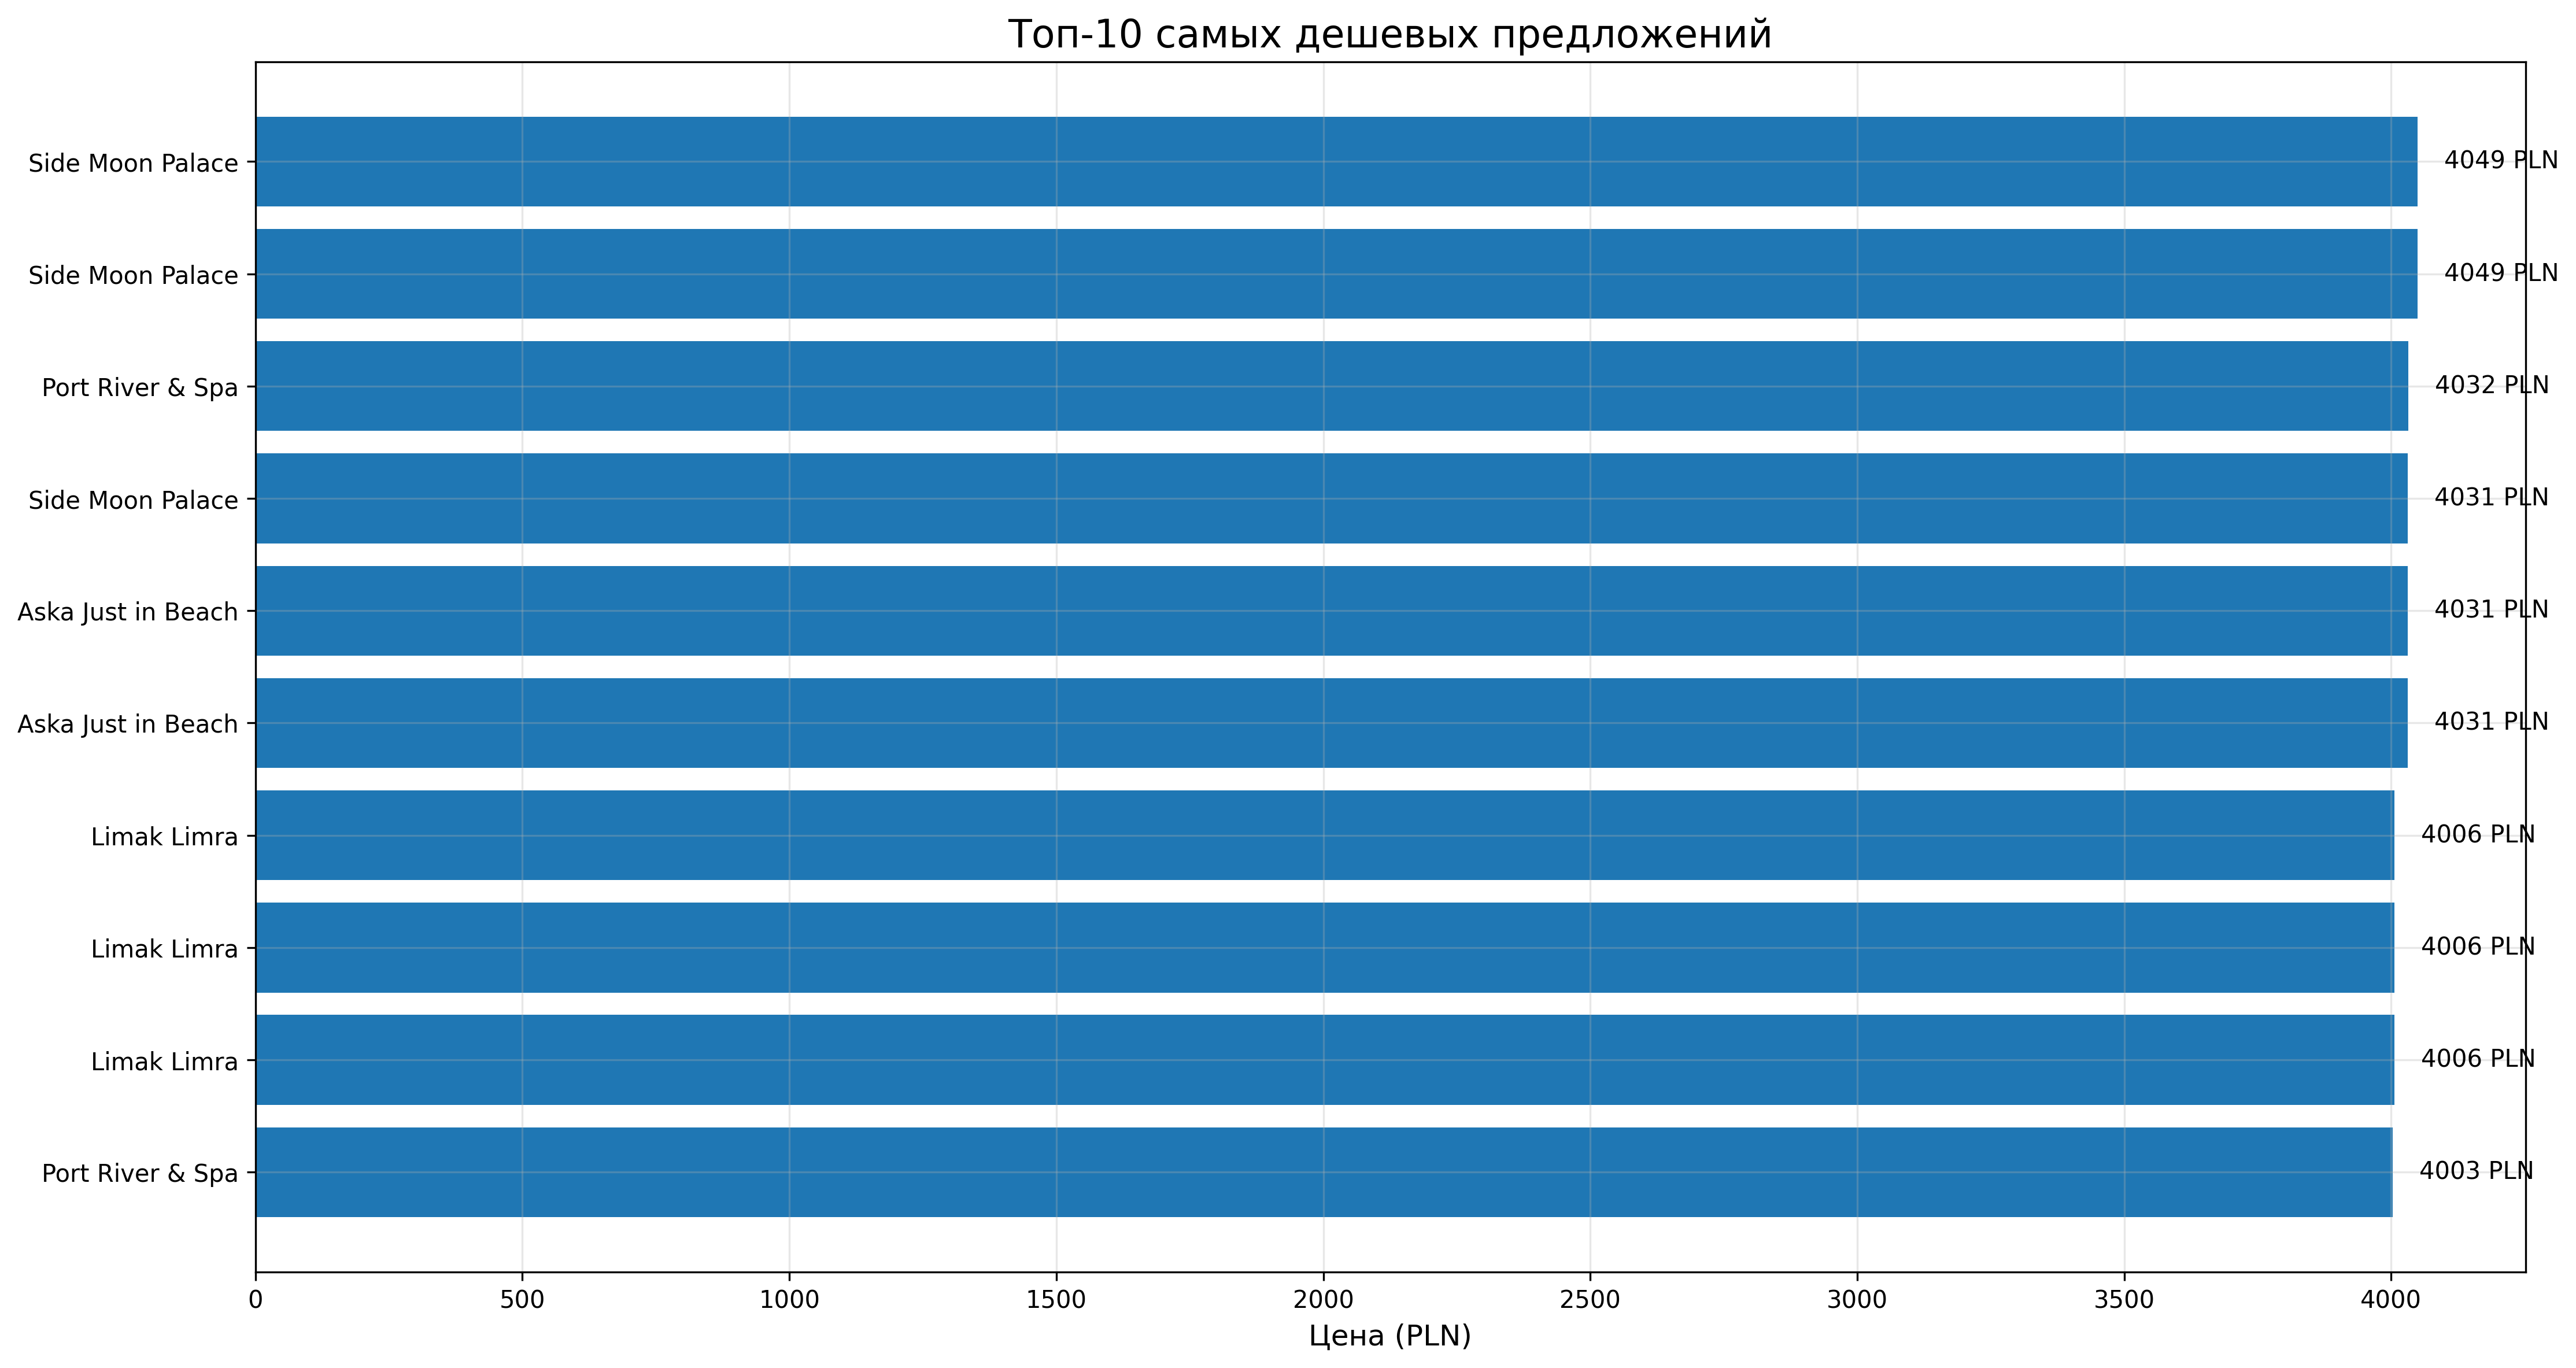 Топ-10 самых дешевых предложений
Side Moon Palace 4049 PLN
Side Moon Palace 4049 PLN
Port River & Spa 4032 PLN
Side Moon Palace 4031 PLN
Aska Just in Beach 4031 PLN
Aska Just in Beach 4031 PLN
Limak Limra 4006 PLN
Limak Limra 4006 PLN
Limak Limra 4006 PLN
Port River & Spa 4003 PLN
0 500 1000 1500 2000 2500 3000 3500 4000
Цена (PLN)